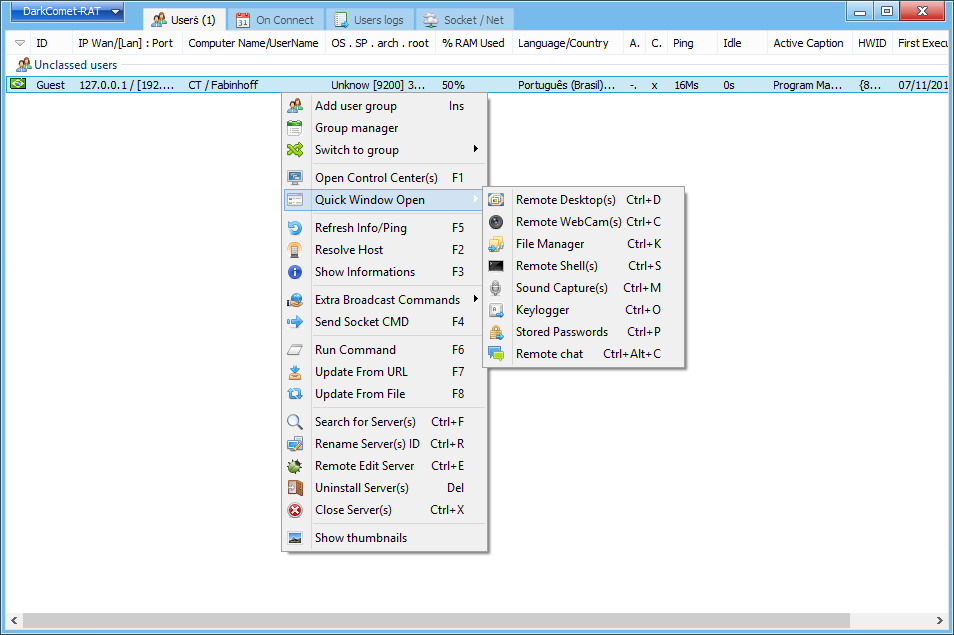 DarkComet-RAT Users (1) On Connect Users logs Socket / Net
31
ID IP Wan/[Lan] : Port Computer Name/UserName OS . SP . arch . root % RAM Used Language/Country A. C. Ping Idle Active Caption HWID First Execu
Unclassed users
Guest 127.0.0.1 / [192.... CT / Fabinhoff Unknow [9200] 3... 50% Português (Brasil)... -. x 16Ms 0s Program Ma... {8... 07/11/201
Add user group Ins
Group manager
Switch to group
Open Control Center(s) F1
Quick Window Open
Refresh Info/Ping F5
Resolve Host F2
Show Informations F3
Extra Broadcast Commands
Send Socket CMD F4
Run Command F6
Update From URL F7
Update From File F8
Search for Server(s) Ctrl+F
Rename Server(s) ID Ctrl+R
Remote Edit Server Ctrl+E
Uninstall Server(s) Del
Close Server(s) Ctrl+X
Show thumbnails
Remote Desktop(s) Ctrl+D
Remote WebCam(s) Ctrl+C
File Manager Ctrl+K
Remote Shell(s) Ctrl+S
Sound Capture(s) Ctrl+M
Keylogger Ctrl+O
Stored Passwords Ctrl+P
Remote chat Ctrl+Alt+C